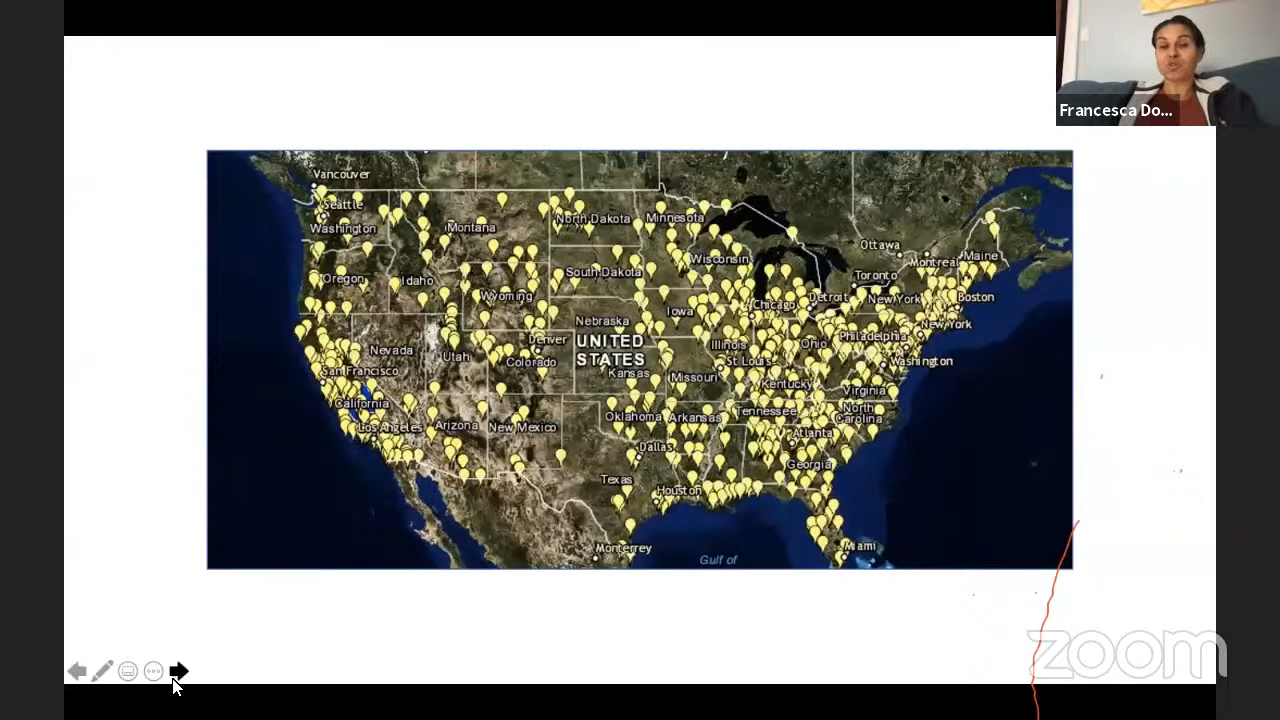 Francesca Do...
Vancouver
Seattle
Washington
Montana
North Dakota
Minnesota
Ottawa
Montreal
Maine
Oregon
Idaho
South Dakota
Wisconsin
Toronto
Wyoming
Iowa
Chicago
Detroit
New York
Boston
Nebraska
New York
Nevada
Utah
Denver
Colorado
UNITED
STATES
Kansas
Illinois
Ohio
Philadelphia
St Louis
Washington
San Francisco
Missouri
Kentucky
Virginia
California
Los Angeles
Arizona
New Mexico
Oklahoma
Arkansas
Tennessee
North
Carolina
Atlanta
Dallas
Georgia
Texas
Houston
Monterrey
Gulf of
Miami
zoom